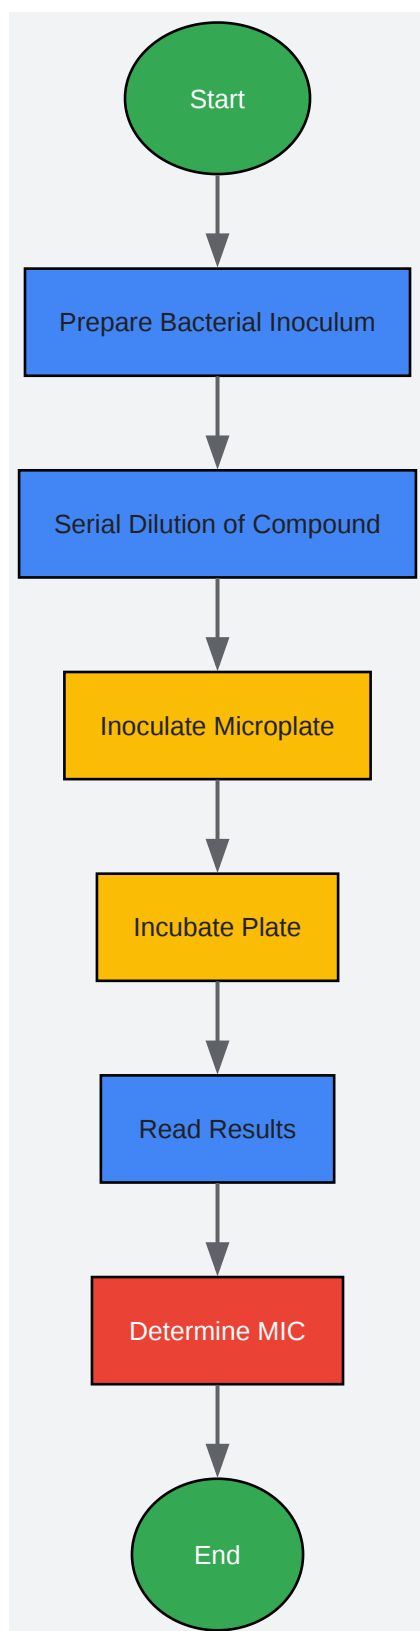 Start
Prepare Bacterial Inoculum
Serial Dilution of Compound
Inoculate Microplate
Incubate Plate
Read Results
Determine MIC
End